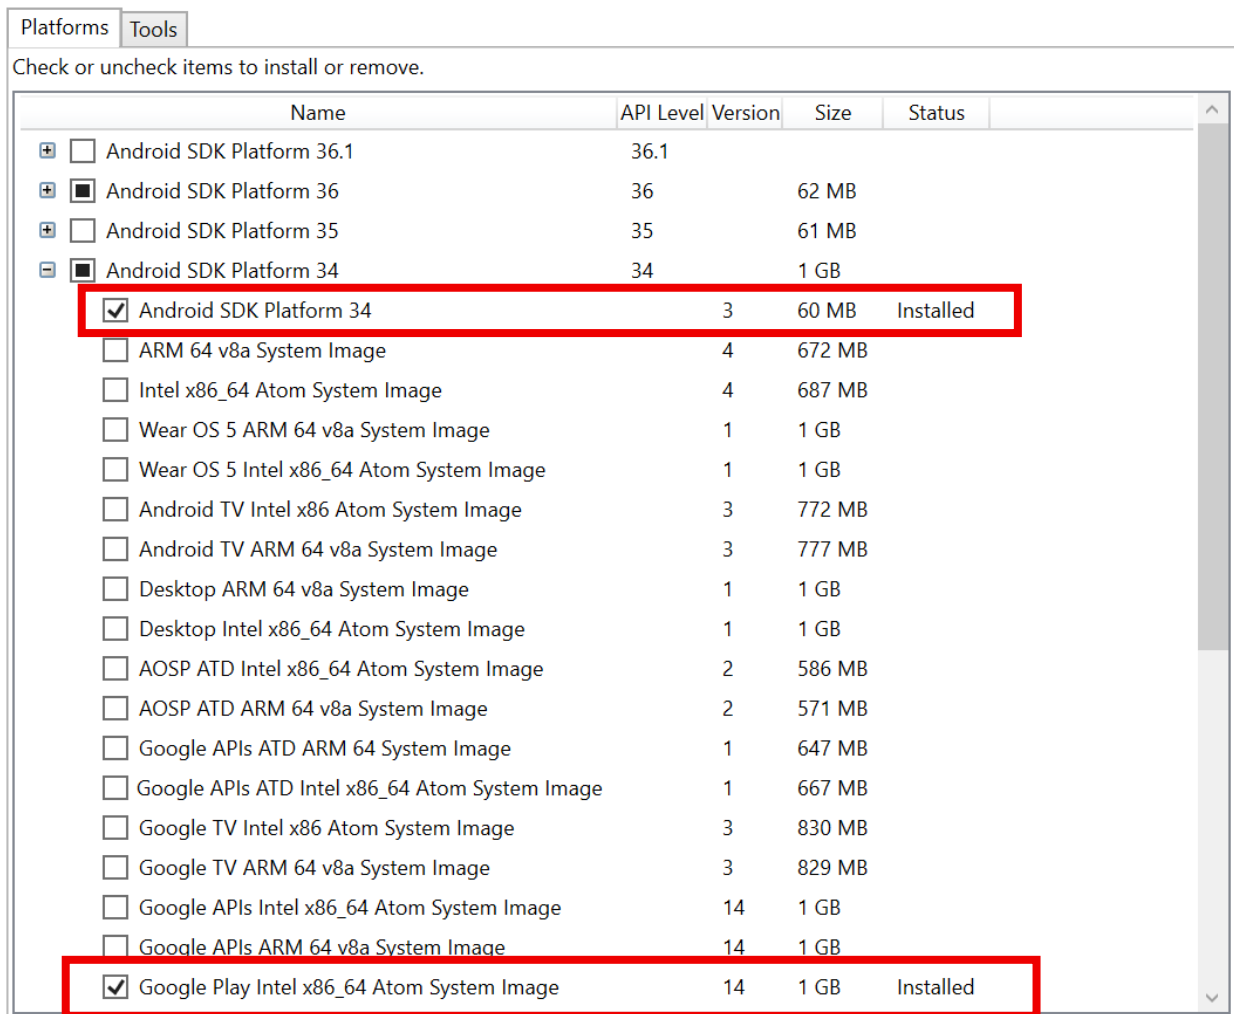 Platforms Tools
Check or uncheck items to install or remove.
Name API Level Version Size Status
Android SDK Platform 36.1 36.1
Android SDK Platform 36 36 62 MB
Android SDK Platform 35 35 61 MB
Android SDK Platform 34 34 1 GB
Android SDK Platform 34 3 60 MB Installed
ARM 64 v8a System Image 4 672 MB
Intel x86_64 Atom System Image 4 687 MB
Wear OS 5 ARM 64 v8a System Image 1 1 GB
Wear OS 5 Intel x86_64 Atom System Image 1 1 GB
Android TV Intel x86 Atom System Image 3 772 MB
Android TV ARM 64 v8a System Image 3 777 MB
Desktop ARM 64 v8a System Image 1 1 GB
Desktop Intel x86_64 Atom System Image 1 1 GB
AOSP ATD Intel x86_64 Atom System Image 2 586 MB
AOSP ATD ARM 64 v8a System Image 2 571 MB
Google APIs ATD ARM 64 System Image 1 647 MB
Google APIs ATD Intel x86_64 Atom System Image 1 667 MB
Google TV Intel x86 Atom System Image 3 830 MB
Google TV ARM 64 v8a System Image 3 829 MB
Google APIs Intel x86_64 Atom System Image 14 1 GB
Google APIs ARM 64 v8a System Image 14 1 GB
Google Play Intel x86_64 Atom System Image 14 1 GB Installed